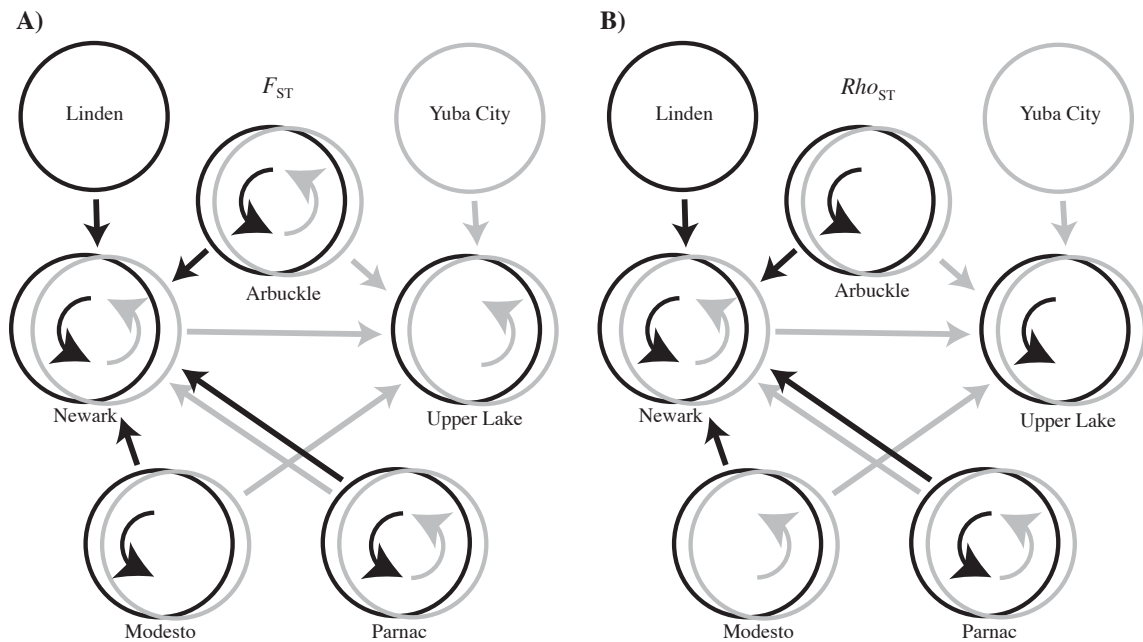 A)
Linden
F_ST
Yuba City
Arbuckle
Newark
Upper Lake
Modesto
Parnac
B)
Linden
Rho_ST
Yuba City
Arbuckle
Newark
Upper Lake
Modesto
Parnac